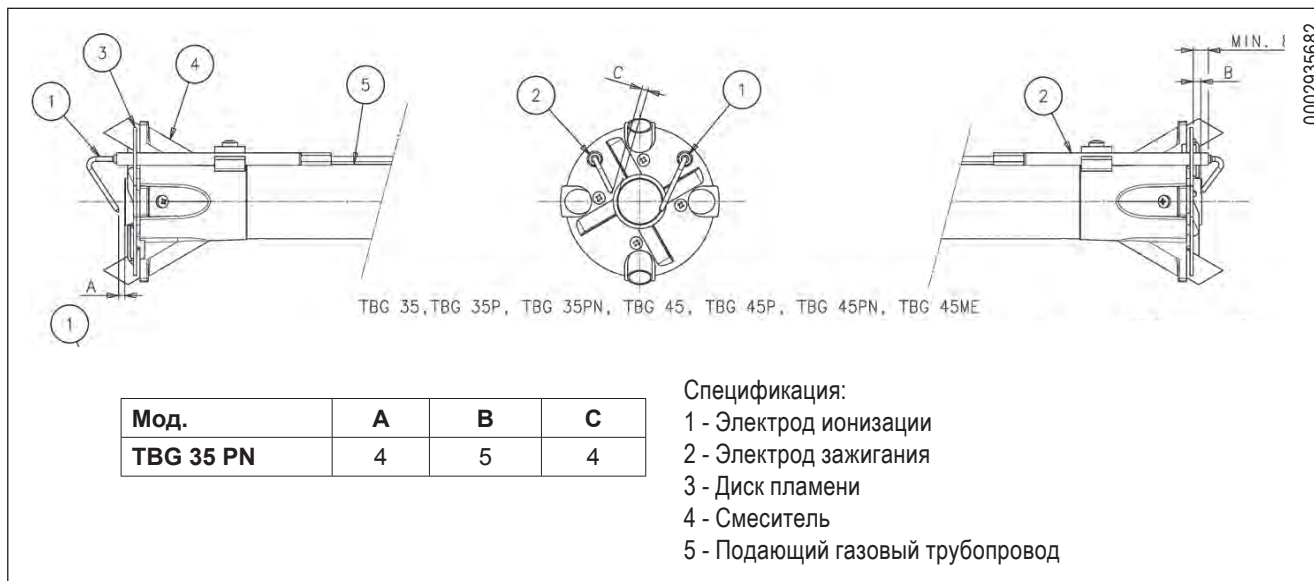 3
4
1
5
2
C
1
2
MIN. 8
B
0002935682
A
1
TBG 35,TBG 35P, TBG 35PN, TBG 45, TBG 45P, TBG 45PN, TBG 45ME
Мод. A B C
TBG 35 PN 4 5 4
Спецификация:
1 - Электрод ионизации
2 - Электрод зажигания
3 - Диск пламени
4 - Смеситель
5 - Подающий газовый трубопровод